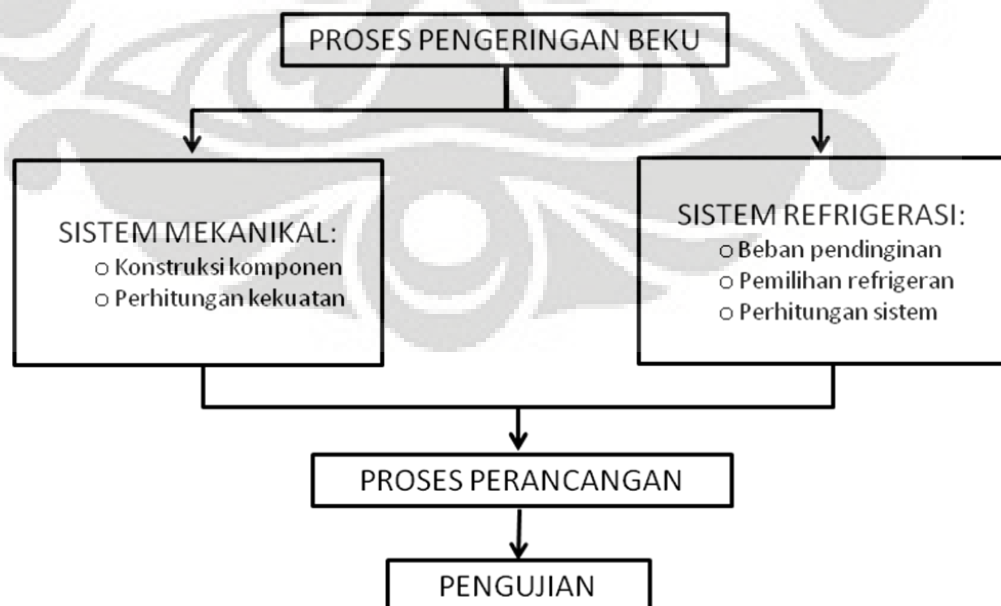 PROSES PENGERINGAN BEKU
SISTEM MEKANIKAL:
○ Konstruksi komponen
○ Perhitungan kekuatan
SISTEM REFRIGERASI:
○ Beban pendinginan
○ Pemilihan refrigeran
○ Perhitungan sistem
PROSES PERANCANGAN
PENGUJIAN